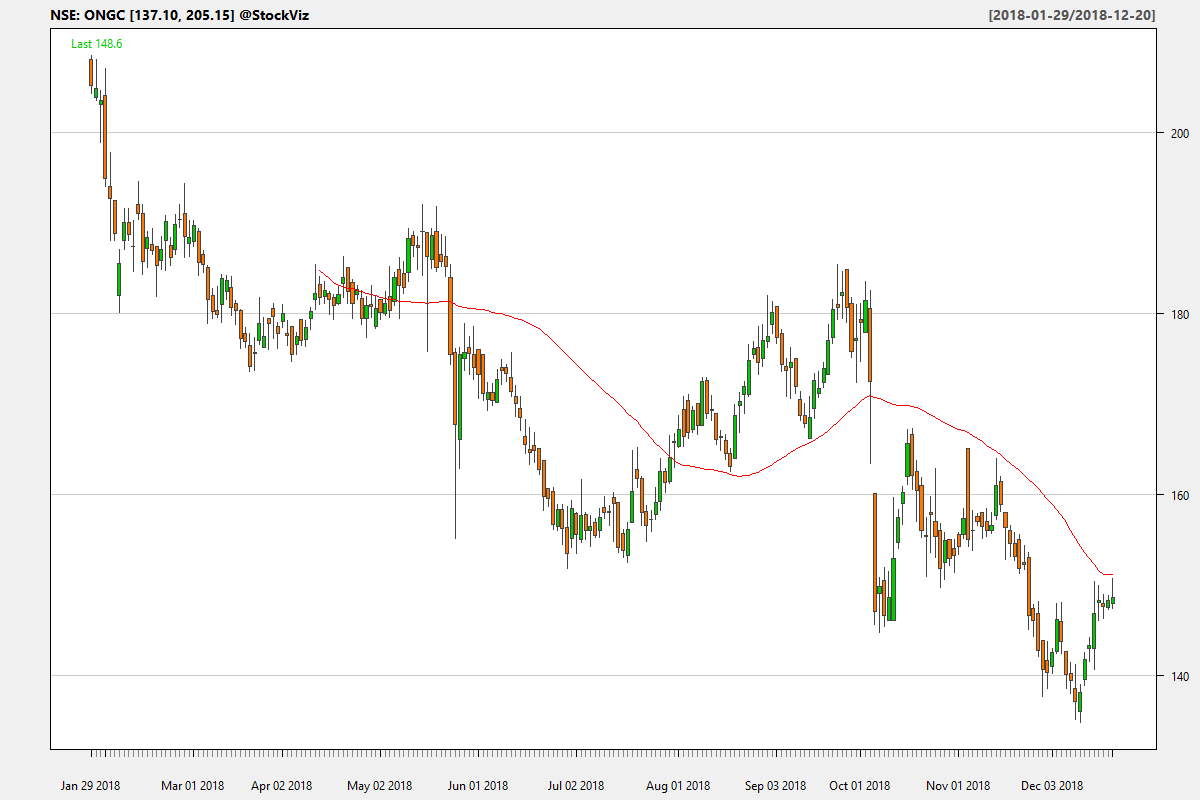 NSE: ONGC [137.10, 205.15] @StockViz
[2018-01-29/2018-12-20]
Last 148.6
200
180
160
140
Jan 29 2018 Mar 01 2018 Apr 02 2018 May 02 2018 Jun 01 2018 Jul 02 2018 Aug 01 2018 Sep 03 2018 Oct 01 2018 Nov 01 2018 Dec 03 2018